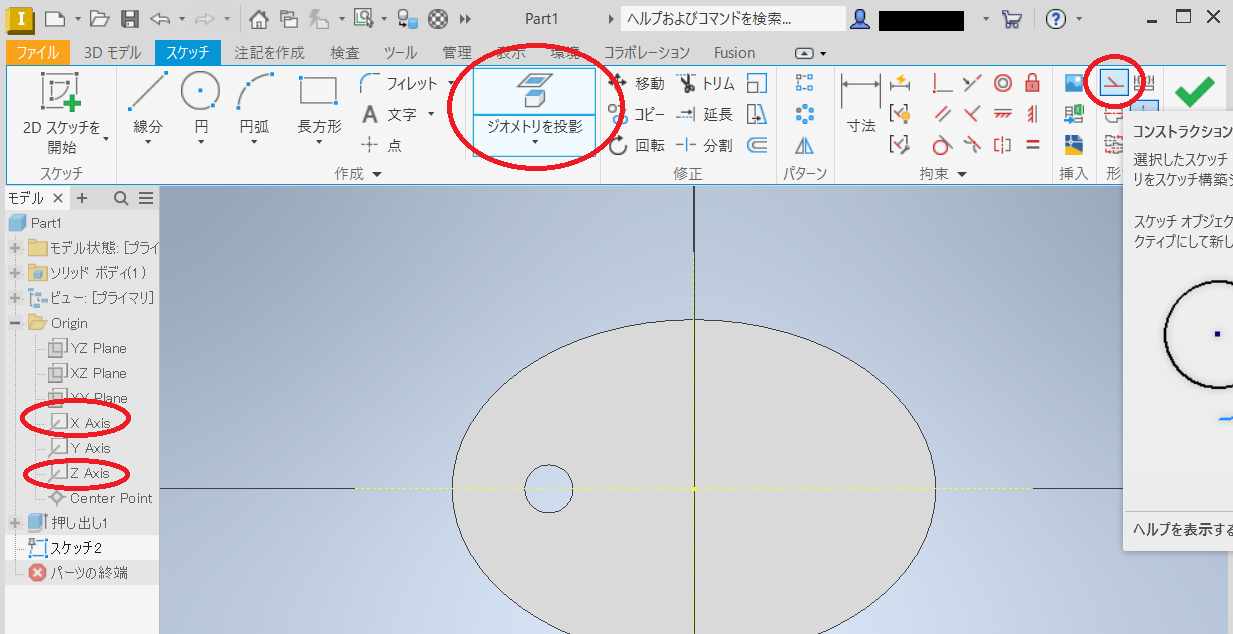 I Part1 ヘルプおよびコマンドを検索...
ファイル 3D モデル スケッチ 注記を作成 検査 ツール 管理 表示 環境 コラボレーション Fusion
フィレット 移動 トリム
2D スケッチを 線分 円 円弧 長方形 文字 ジオメトリを投影 コピー 延長 寸法
開始 点 回転 分割
スケッチ 作成 修正 パターン 拘束 挿入
コンストラクション
選択したスケッチ
リをスケッチ構築
スケッチ オブジェク
クティブにして新し
ヘルプを表示する
モデル
Part1
モデル状態: [プライ
ソリッド ボディ(1)
ビュー: [プライマリ]
Origin
YZ Plane
XZ Plane
XY Plane
X Axis
Y Axis
Z Axis
Center Point
押し出し1
スケッチ2
パーツの終端